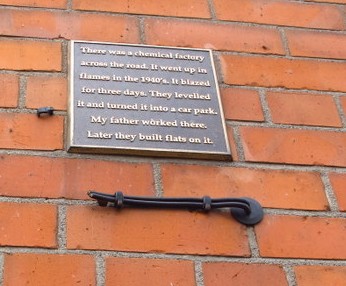 There was a chemical factory
across the road. It went up in
flames in the 1940's. It blazed
for three days. They levelled
it and turned it into a car park.
My father worked there.
Later they built flats on it.